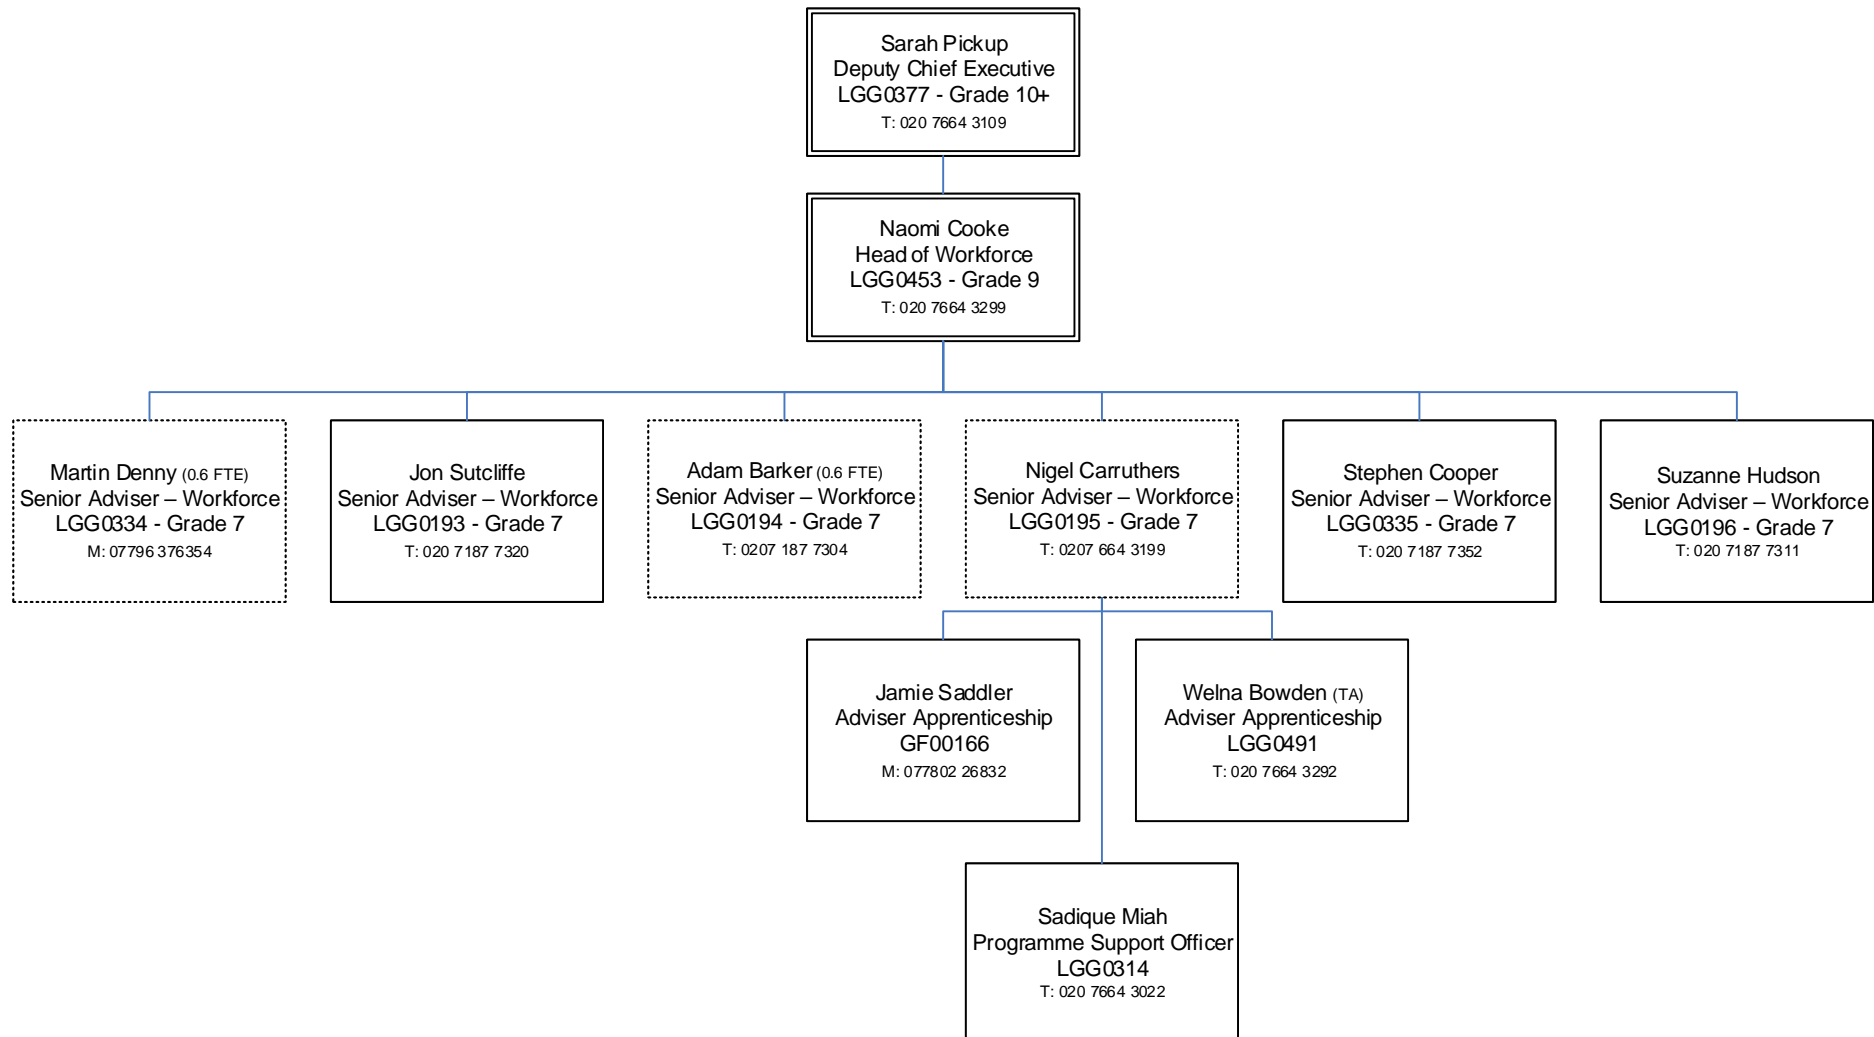 Sarah Pickup
Deputy Chief Executive
LGG0377 - Grade 10+
T: 020 7664 3109
Naomi Cooke
Head of Workforce
LGG0453 - Grade 9
T: 020 7664 3299
Martin Denny (0.6 FTE)
Senior Adviser – Workforce
LGG0334 - Grade 7
M: 07796 376354
Jon Sutcliffe
Senior Adviser – Workforce
LGG0193 - Grade 7
T: 020 7187 7320
Adam Barker (0.6 FTE)
Senior Adviser – Workforce
LGG0194 - Grade 7
T: 0207 187 7304
Nigel Carruthers
Senior Adviser – Workforce
LGG0195 - Grade 7
T: 0207 664 3199
Stephen Cooper
Senior Adviser – Workforce
LGG0335 - Grade 7
T: 020 7187 7352
Suzanne Hudson
Senior Adviser – Workforce
LGG0196 - Grade 7
T: 020 7187 7311
Jamie Saddler
Adviser Apprenticeship
GF00166
M: 077802 26832
Welna Bowden (TA)
Adviser Apprenticeship
LGG0491
T: 020 7664 3292
Sadique Miah
Programme Support Officer
LGG0314
T: 020 7664 3022